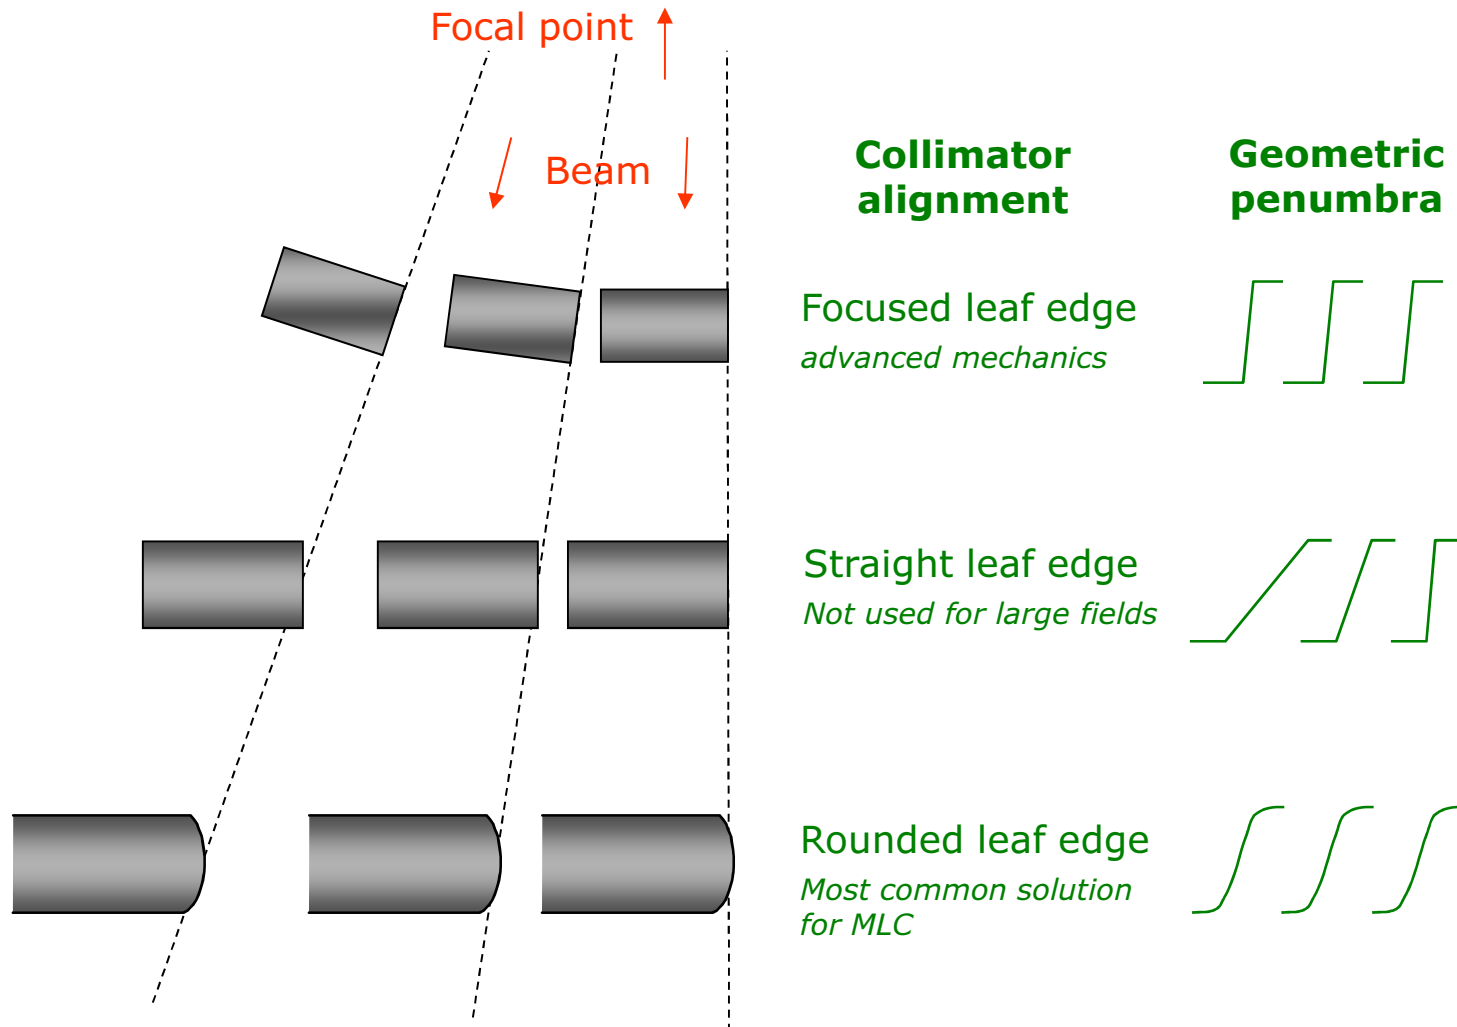 Focal point
Beam
Collimator
alignment
Geometric
penumbra
Focused leaf edge
advanced mechanics
Straight leaf edge
Not used for large fields
Rounded leaf edge
Most common solution
for MLC